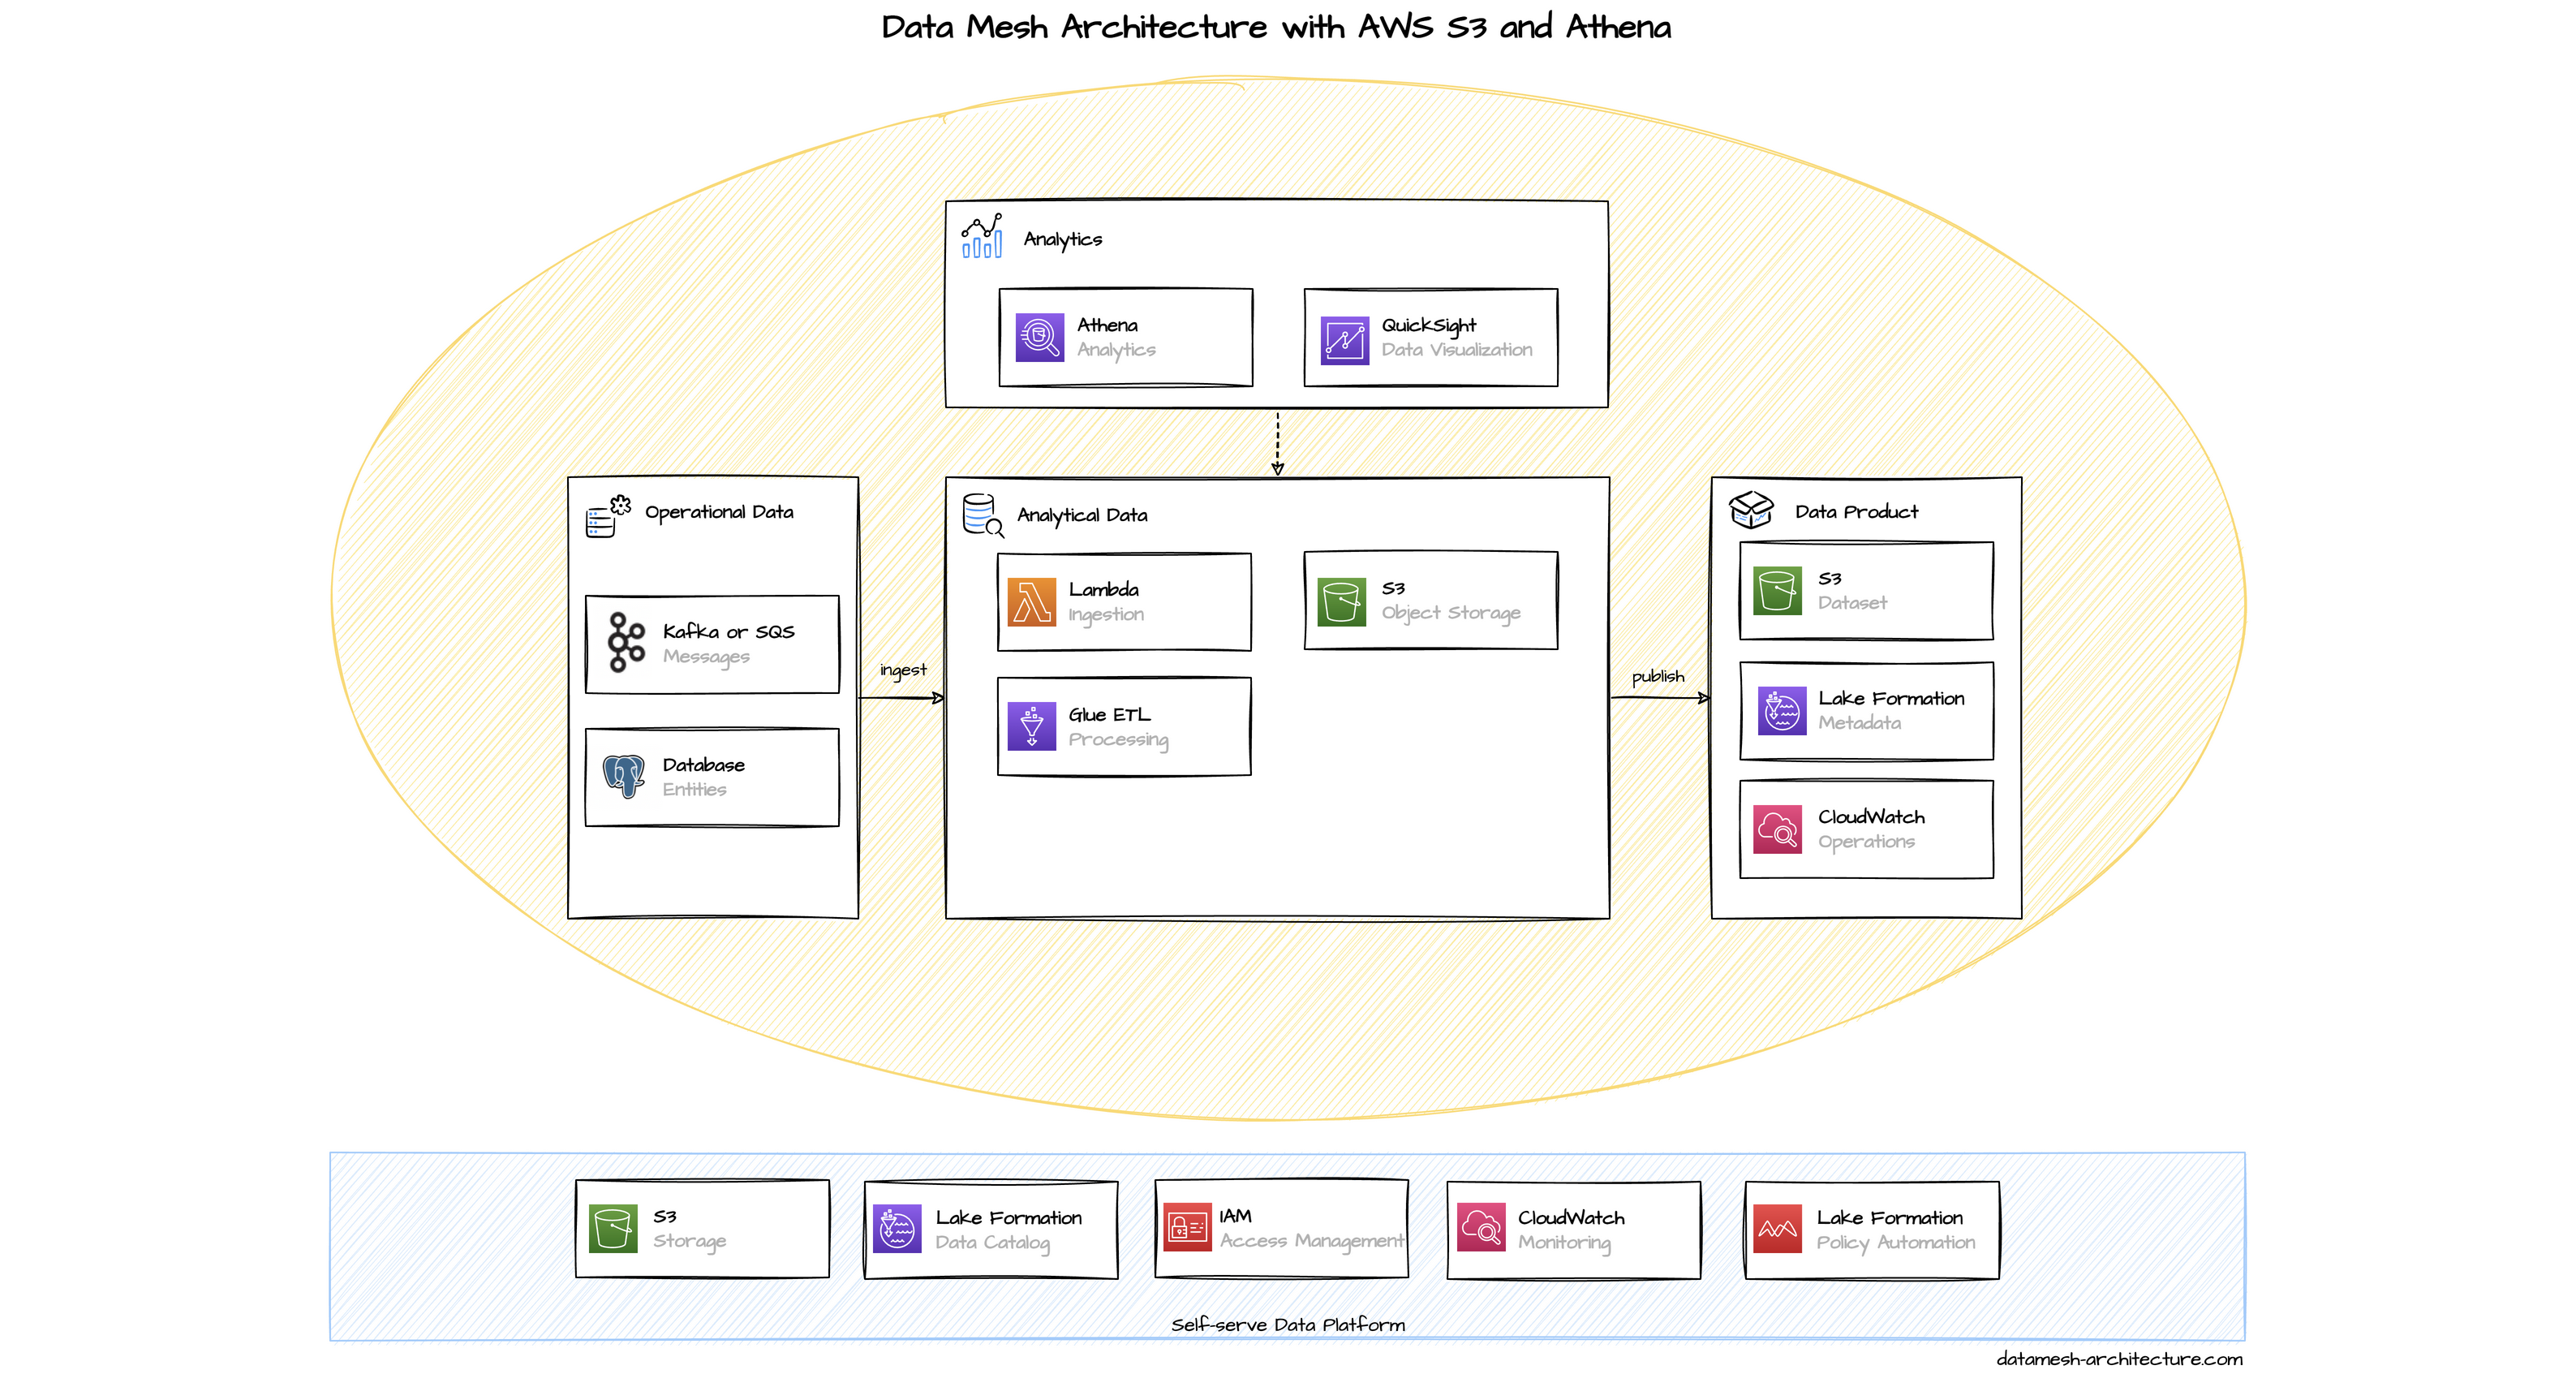 Data Mesh Architecture with AWS S3 and Athena
Analytics
Athena
Analytics
QuickSight
Data Visualization
Operational Data
Kafka or SQS
Messages
Database
Entities
ingest
Analytical Data
Lambda
Ingestion
S3
Object Storage
Glue ETL
Processing
publish
Data Product
S3
Dataset
Lake Formation
Metadata
CloudWatch
Operations
S3
Storage
Lake Formation
Data Catalog
IAM
Access Management
CloudWatch
Monitoring
Lake Formation
Policy Automation
Self-serve Data Platform
datamesh-architecture.com